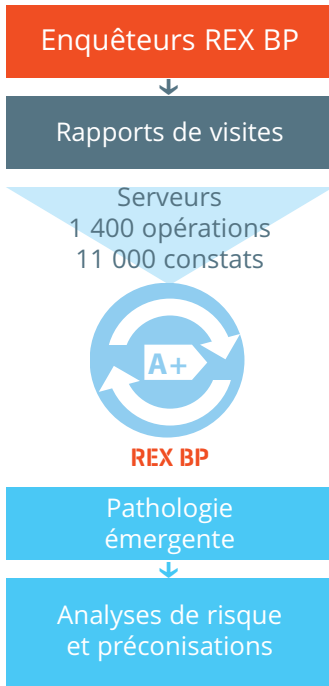 Enquêteurs REX BP
Rapports de visites
Serveurs
1 400 opérations
11 000 constats
A+
REX BP
Pathologie
émergente
Analyses de risque
et préconisations